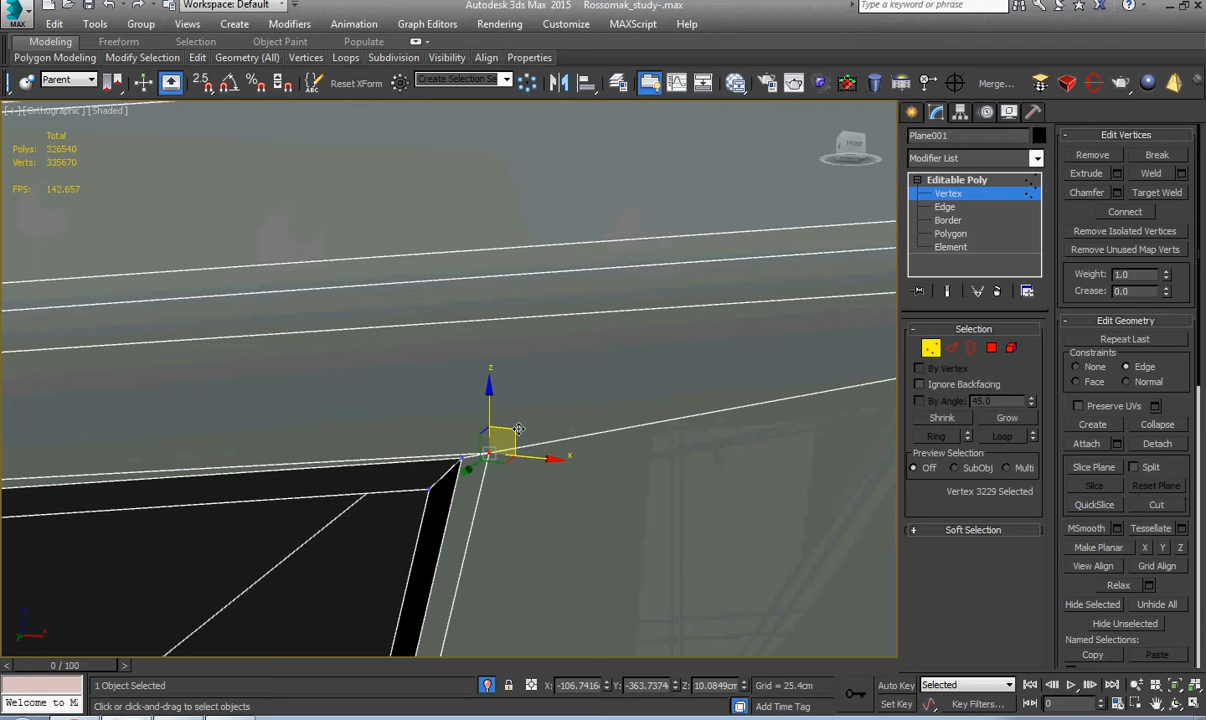 MAX
Workspace: Default
Autodesk 3ds Max 2015
Rossomak_study-.max
Type a keyword or phrase
Edit Tools Group Views Create Modifiers Animation Graph Editors Rendering Customize MAXScript Help
Modeling Freeform Selection Object Paint Populate
Polygon Modeling Modify Selection Edit Geometry (All) Vertices Loops Subdivision Visibility Align Properties
Parent
2.5
ABC
Reset XForm
Create Selection Se
Merge...
[+] [Orthographic] [Shaded]
Total
Polys: 326540
Verts: 335670
FPS: 142.657
FRONT
z
x
z
x
y
Plane001
Modifier List
Editable Poly
Vertex
Edge
Border
Polygon
Element
Selection
By Vertex
Ignore Backfacing
By Angle: 45.0
Shrink Grow
Ring Loop
Preview Selection
Off SubObj Multi
Vertex 3229 Selected
Soft Selection
Edit Vertices
Remove Break
Extrude Weld
Chamfer Target Weld
Connect
Remove Isolated Vertices
Remove Unused Map Verts
Weight: 1.0
Crease: 0.0
Edit Geometry
Repeat Last
Constraints
None Edge
Face Normal
Preserve UVs
Create Collapse
Attach Detach
Slice Plane Split
Slice Reset Plane
QuickSlice Cut
MSmooth Tessellate
Make Planar X Y Z
View Align Grid Align
Relax
Hide Selected Unhide All
Hide Unselected
Named Selections:
Copy Paste
0 / 100
1 Object Selected
X: -106.7416 Y: -363.7374 Z: 10.0849cm
Grid = 25.4cm
Auto Key Selected
Welcome to M
Click or click-and-drag to select objects
Add Time Tag
Set Key Key Filters... 0